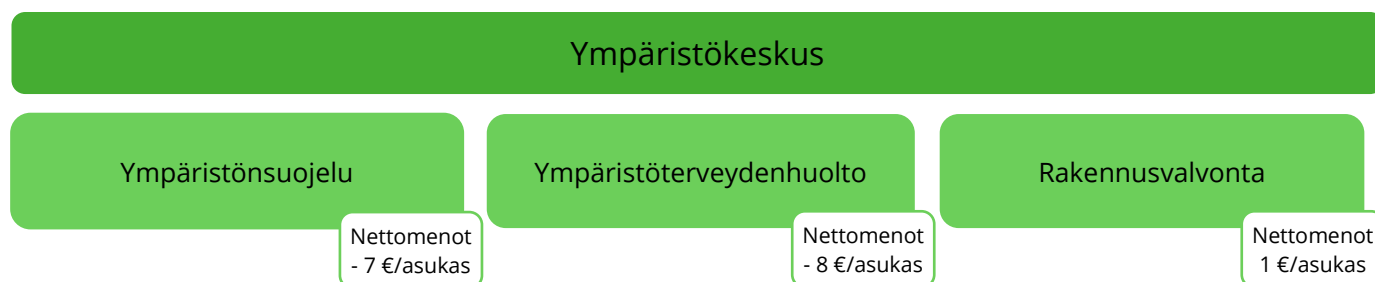 Ympäristökeskus
Ympäristönsuojelu
Nettomenot
- 7 €/asukas
Ympäristöterveydenhuolto
Nettomenot
- 8 €/asukas
Rakennusvalvonta
Nettomenot
1 €/asukas